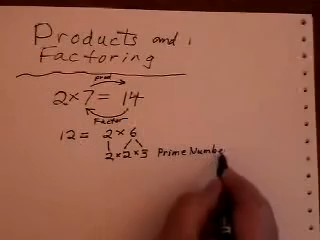 Products and
Factoring
prod
2 × 7 = 14
Factor
12 = 2 × 6
2 × 2 × 3 Prime Numbe